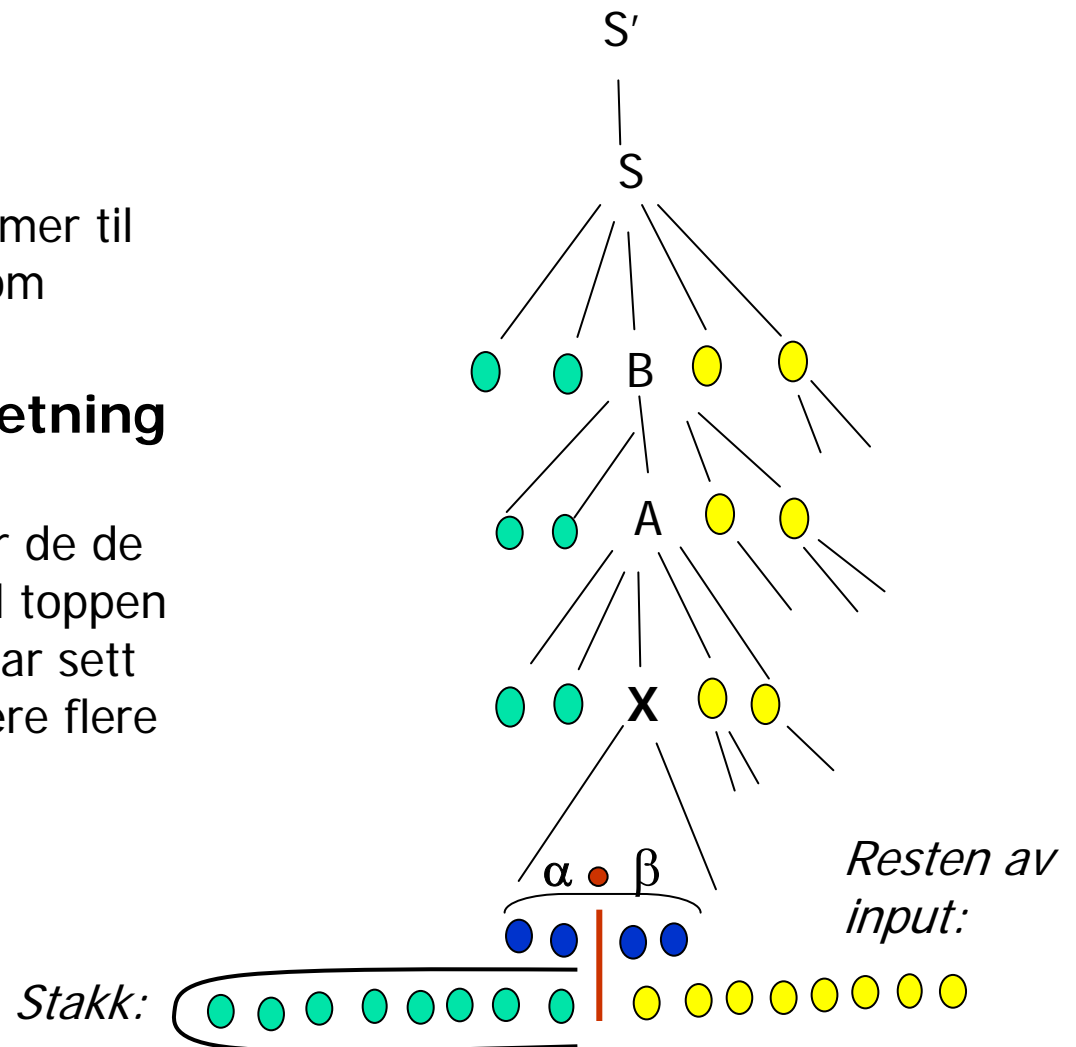 S′
S
mer til
om
B
etning
A
r de de
l toppen
ar sett
ere flere
X
α β
Resten av
input:
Stakk: